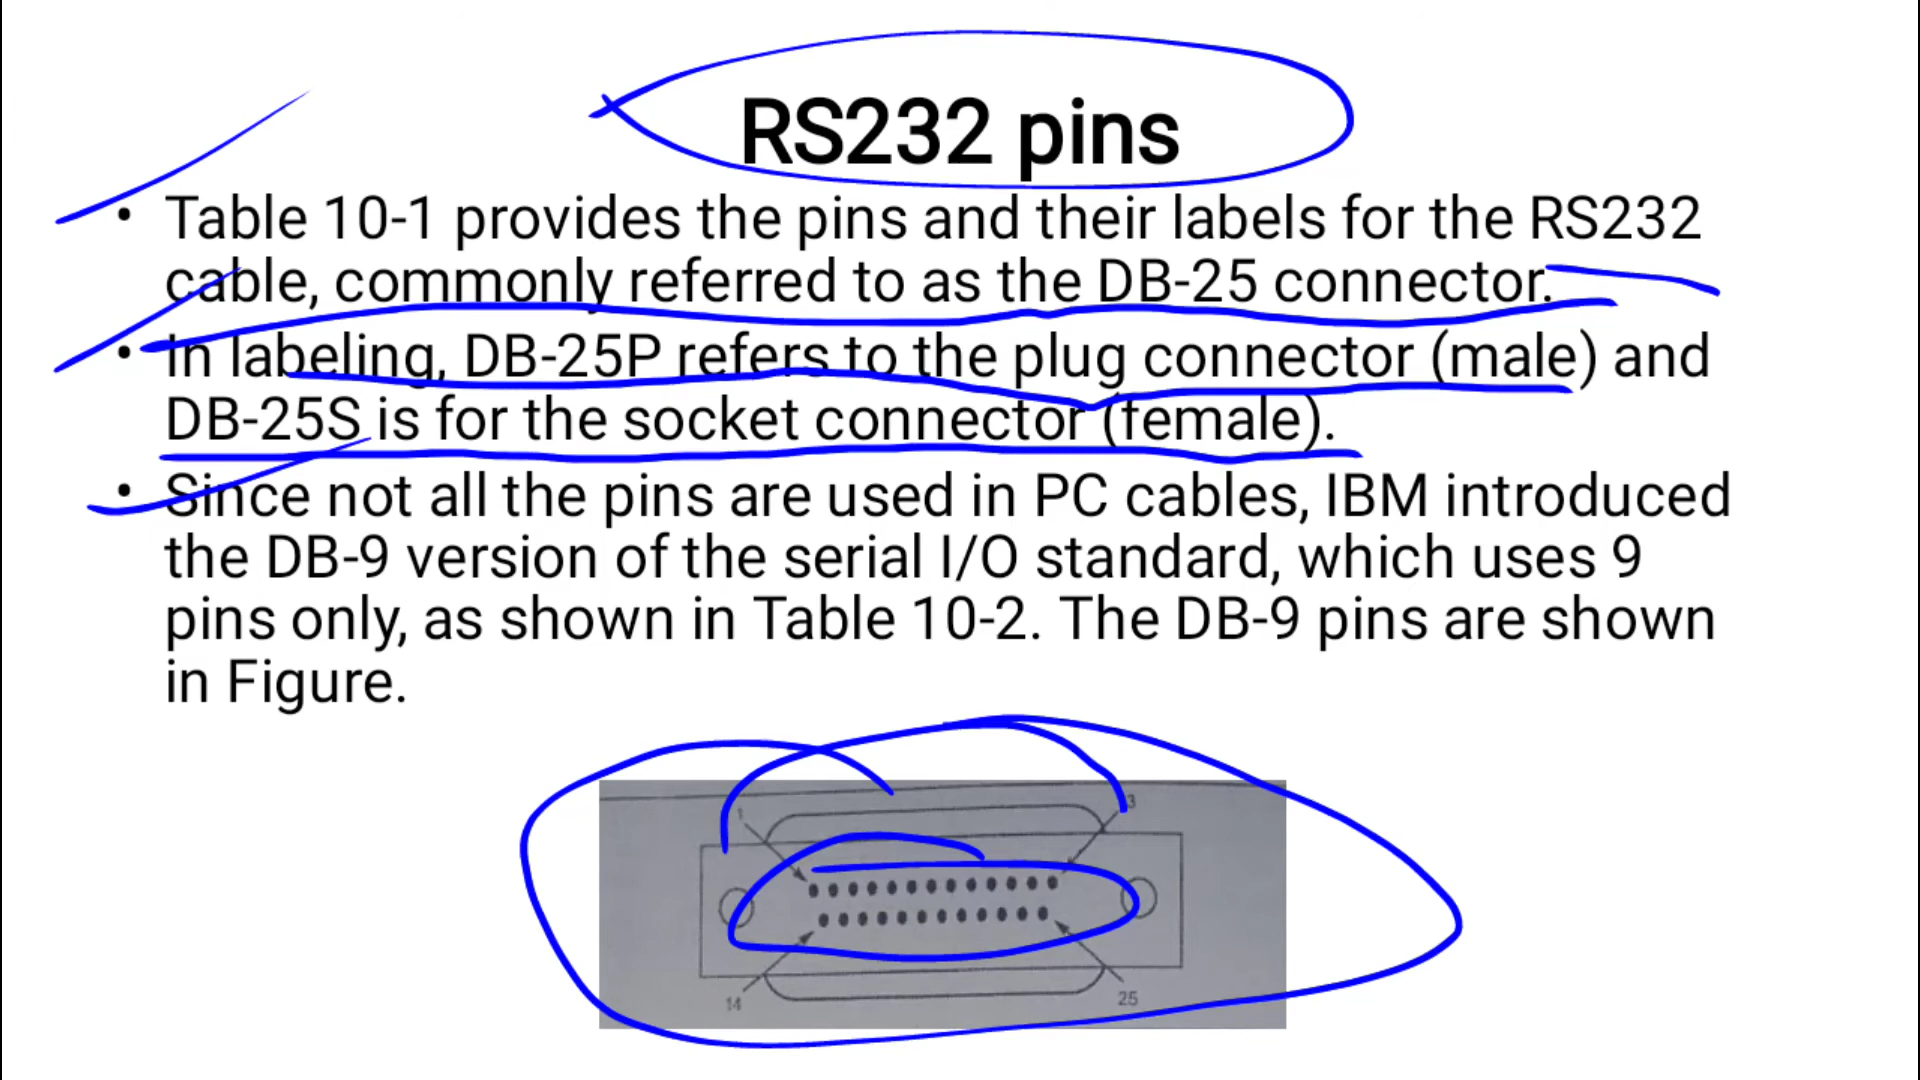 RS232 pins
• Table 10-1 provides the pins and their labels for the RS232
cable, commonly referred to as the DB-25 connector.
• In labeling, DB-25P refers to the plug connector (male) and
DB-25S is for the socket connector (female).
• Since not all the pins are used in PC cables, IBM introduced
the DB-9 version of the serial I/O standard, which uses 9
pins only, as shown in Table 10-2. The DB-9 pins are shown
in Figure.
1
14 25